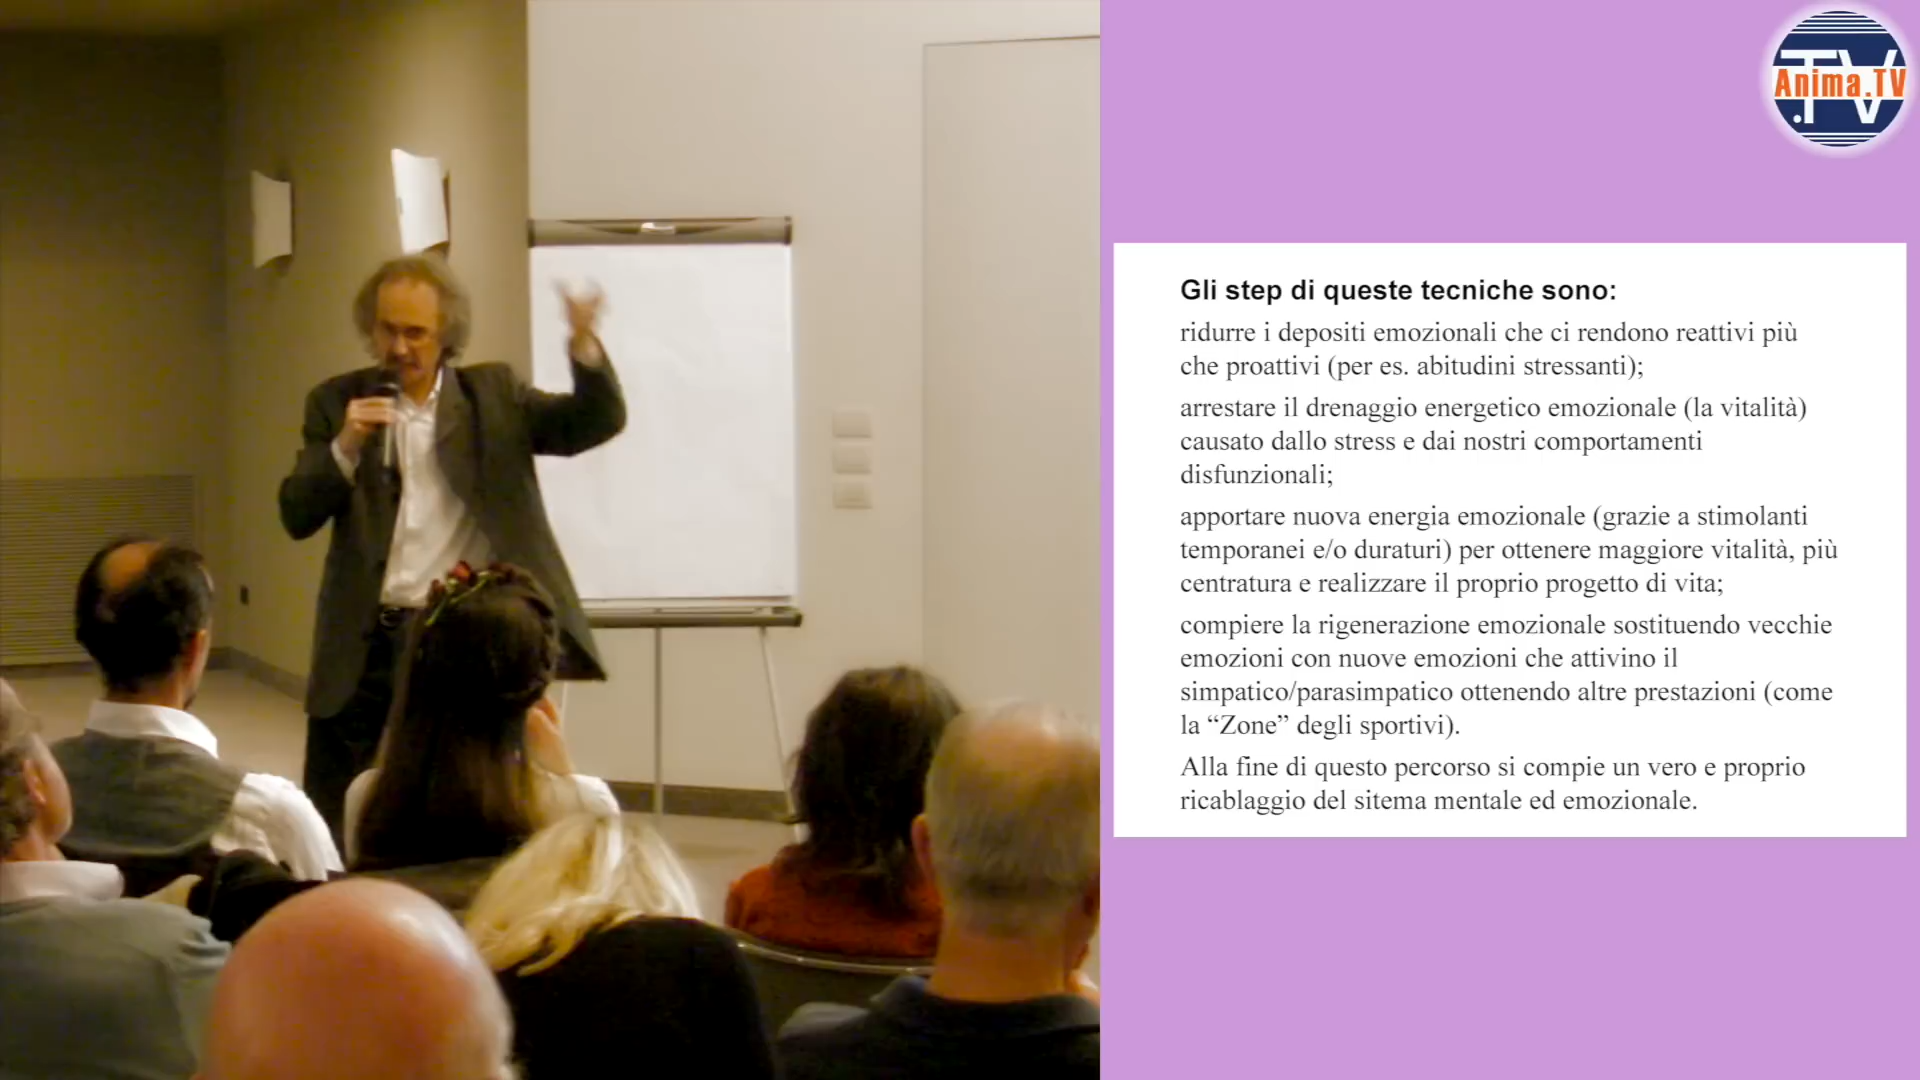 .TV
Anima.TV
Gli step di queste tecniche sono:
ridurre i depositi emozionali che ci rendono reattivi più
che proattivi (per es. abitudini stressanti);
arrestare il drenaggio energetico emozionale (la vitalità)
causato dallo stress e dai nostri comportamenti
disfunzionali;
apportare nuova energia emozionale (grazie a stimolanti
temporanei e/o duraturi) per ottenere maggiore vitalità, più
centratura e realizzare il proprio progetto di vita;
compiere la rigenerazione emozionale sostituendo vecchie
emozioni con nuove emozioni che attivino il
simpatico/parasimpatico ottenendo altre prestazioni (come
la “Zone” degli sportivi).
Alla fine di questo percorso si compie un vero e proprio
ricablaggio del sitema mentale ed emozionale.